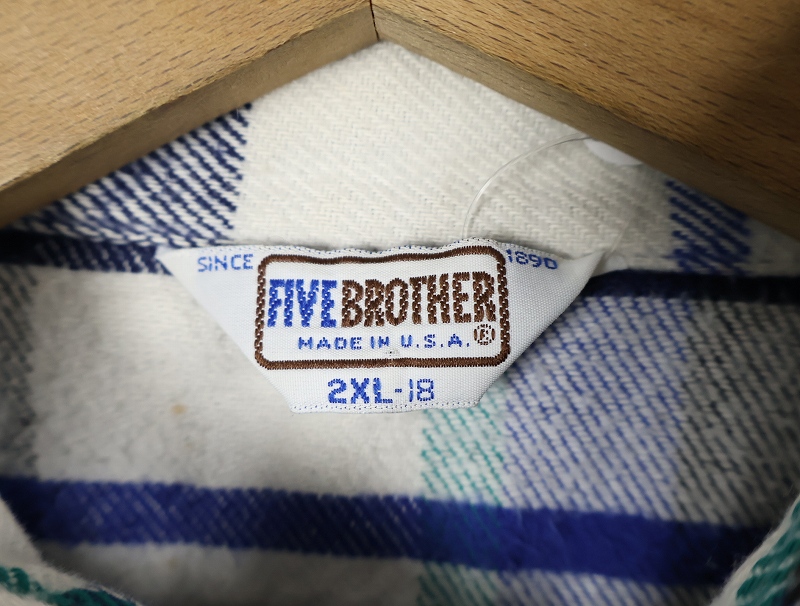 SINCE 1890
FIVE BROTHER
MADE IN U.S.A. ®
2XL-18